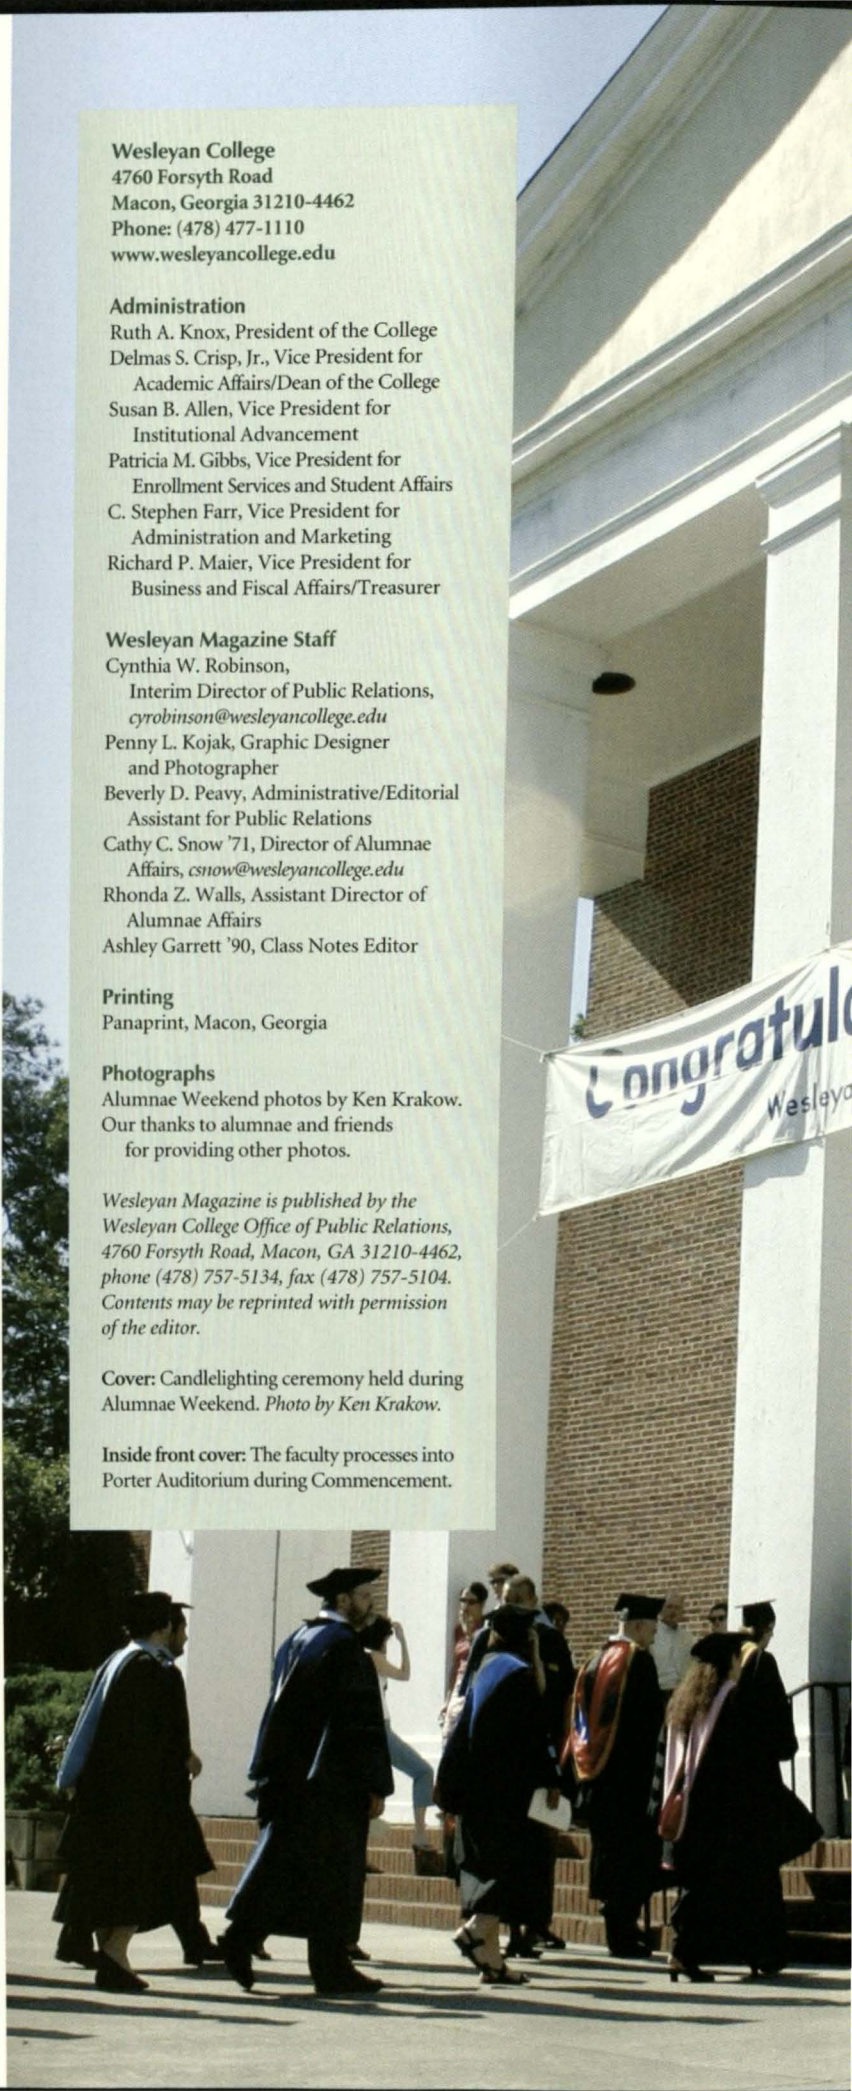 Wesleyan College
4760 Forsyth Road
Macon, Georgia 31210-4462
Phone: (478) 477-1110
www.wesleyancollege.edu
Administration
Ruth A. Knox, President of the College
Delmas S. Crisp, Jr., Vice President for
Academic Affairs/Dean of the College
Susan B. Allen, Vice President for
Institutional Advancement
Patricia M. Gibbs, Vice President for
Enrollment Services and Student Affairs
C. Stephen Farr, Vice President for
Administration and Marketing
Richard P. Maier, Vice President for
Business and Fiscal Affairs/Treasurer
Wesleyan Magazine Staff
Cynthia W. Robinson,
Interim Director of Public Relations,
cyrobinson@wesleyancollege.edu
Penny L. Kojak, Graphic Designer
and Photographer
Beverly D. Peavy, Administrative/Editorial
Assistant for Public Relations
Cathy C. Snow '71, Director of Alumnae
Affairs, csnow@wesleyancollege.edu
Rhonda Z. Walls, Assistant Director of
Alumnae Affairs
Ashley Garrett '90, Class Notes Editor
Printing
Panaprint, Macon, Georgia
Photographs
Alumnae Weekend photos by Ken Krakow.
Our thanks to alumnae and friends
for providing other photos.
Wesleyan Magazine is published by the
Wesleyan College Office of Public Relations,
4760 Forsyth Road, Macon, GA 31210-4462,
phone (478) 757-5134, fax (478) 757-5104.
Contents may be reprinted with permission
of the editor.
Cover: Candlelighting ceremony held during
Alumnae Weekend. Photo by Ken Krakow.
Inside front cover: The faculty processes into
Porter Auditorium during Commencement.
Congratul
Wesleya